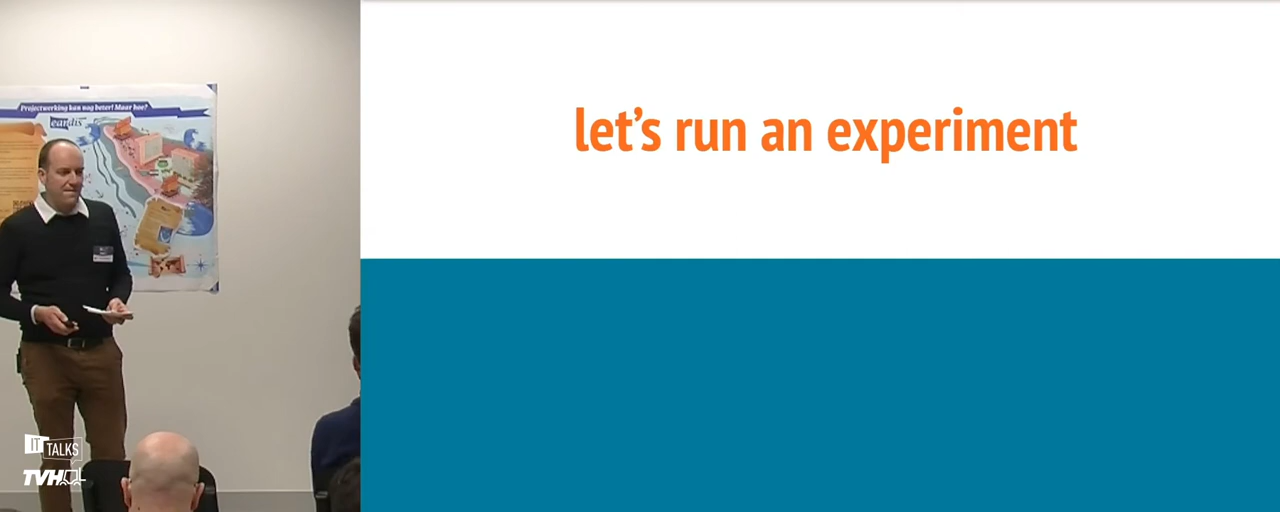 Projectwerking kan nog beter! Maar hoe?
eandis
let's run an experiment
IT
TALKS
TVH